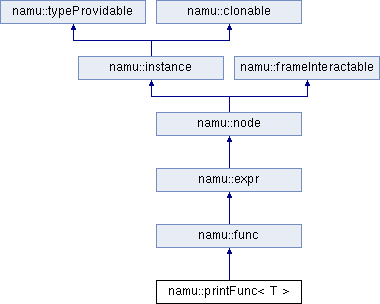 namu::typeProvidable namu::clonable
namu::instance namu::frameInteractable
namu::node
namu::expr
namu::func
namu::printFunc< T >